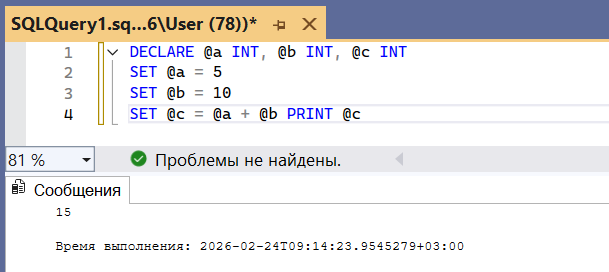 SQLQuery1.sq...6\User (78))*
1 DECLARE @a INT, @b INT, @c INT
2 SET @a = 5
3 SET @b = 10
4 SET @c = @a + @b PRINT @c
81 %
Проблемы не найдены.
Сообщения
15
Время выполнения: 2026-02-24T09:14:23.9545279+03:00